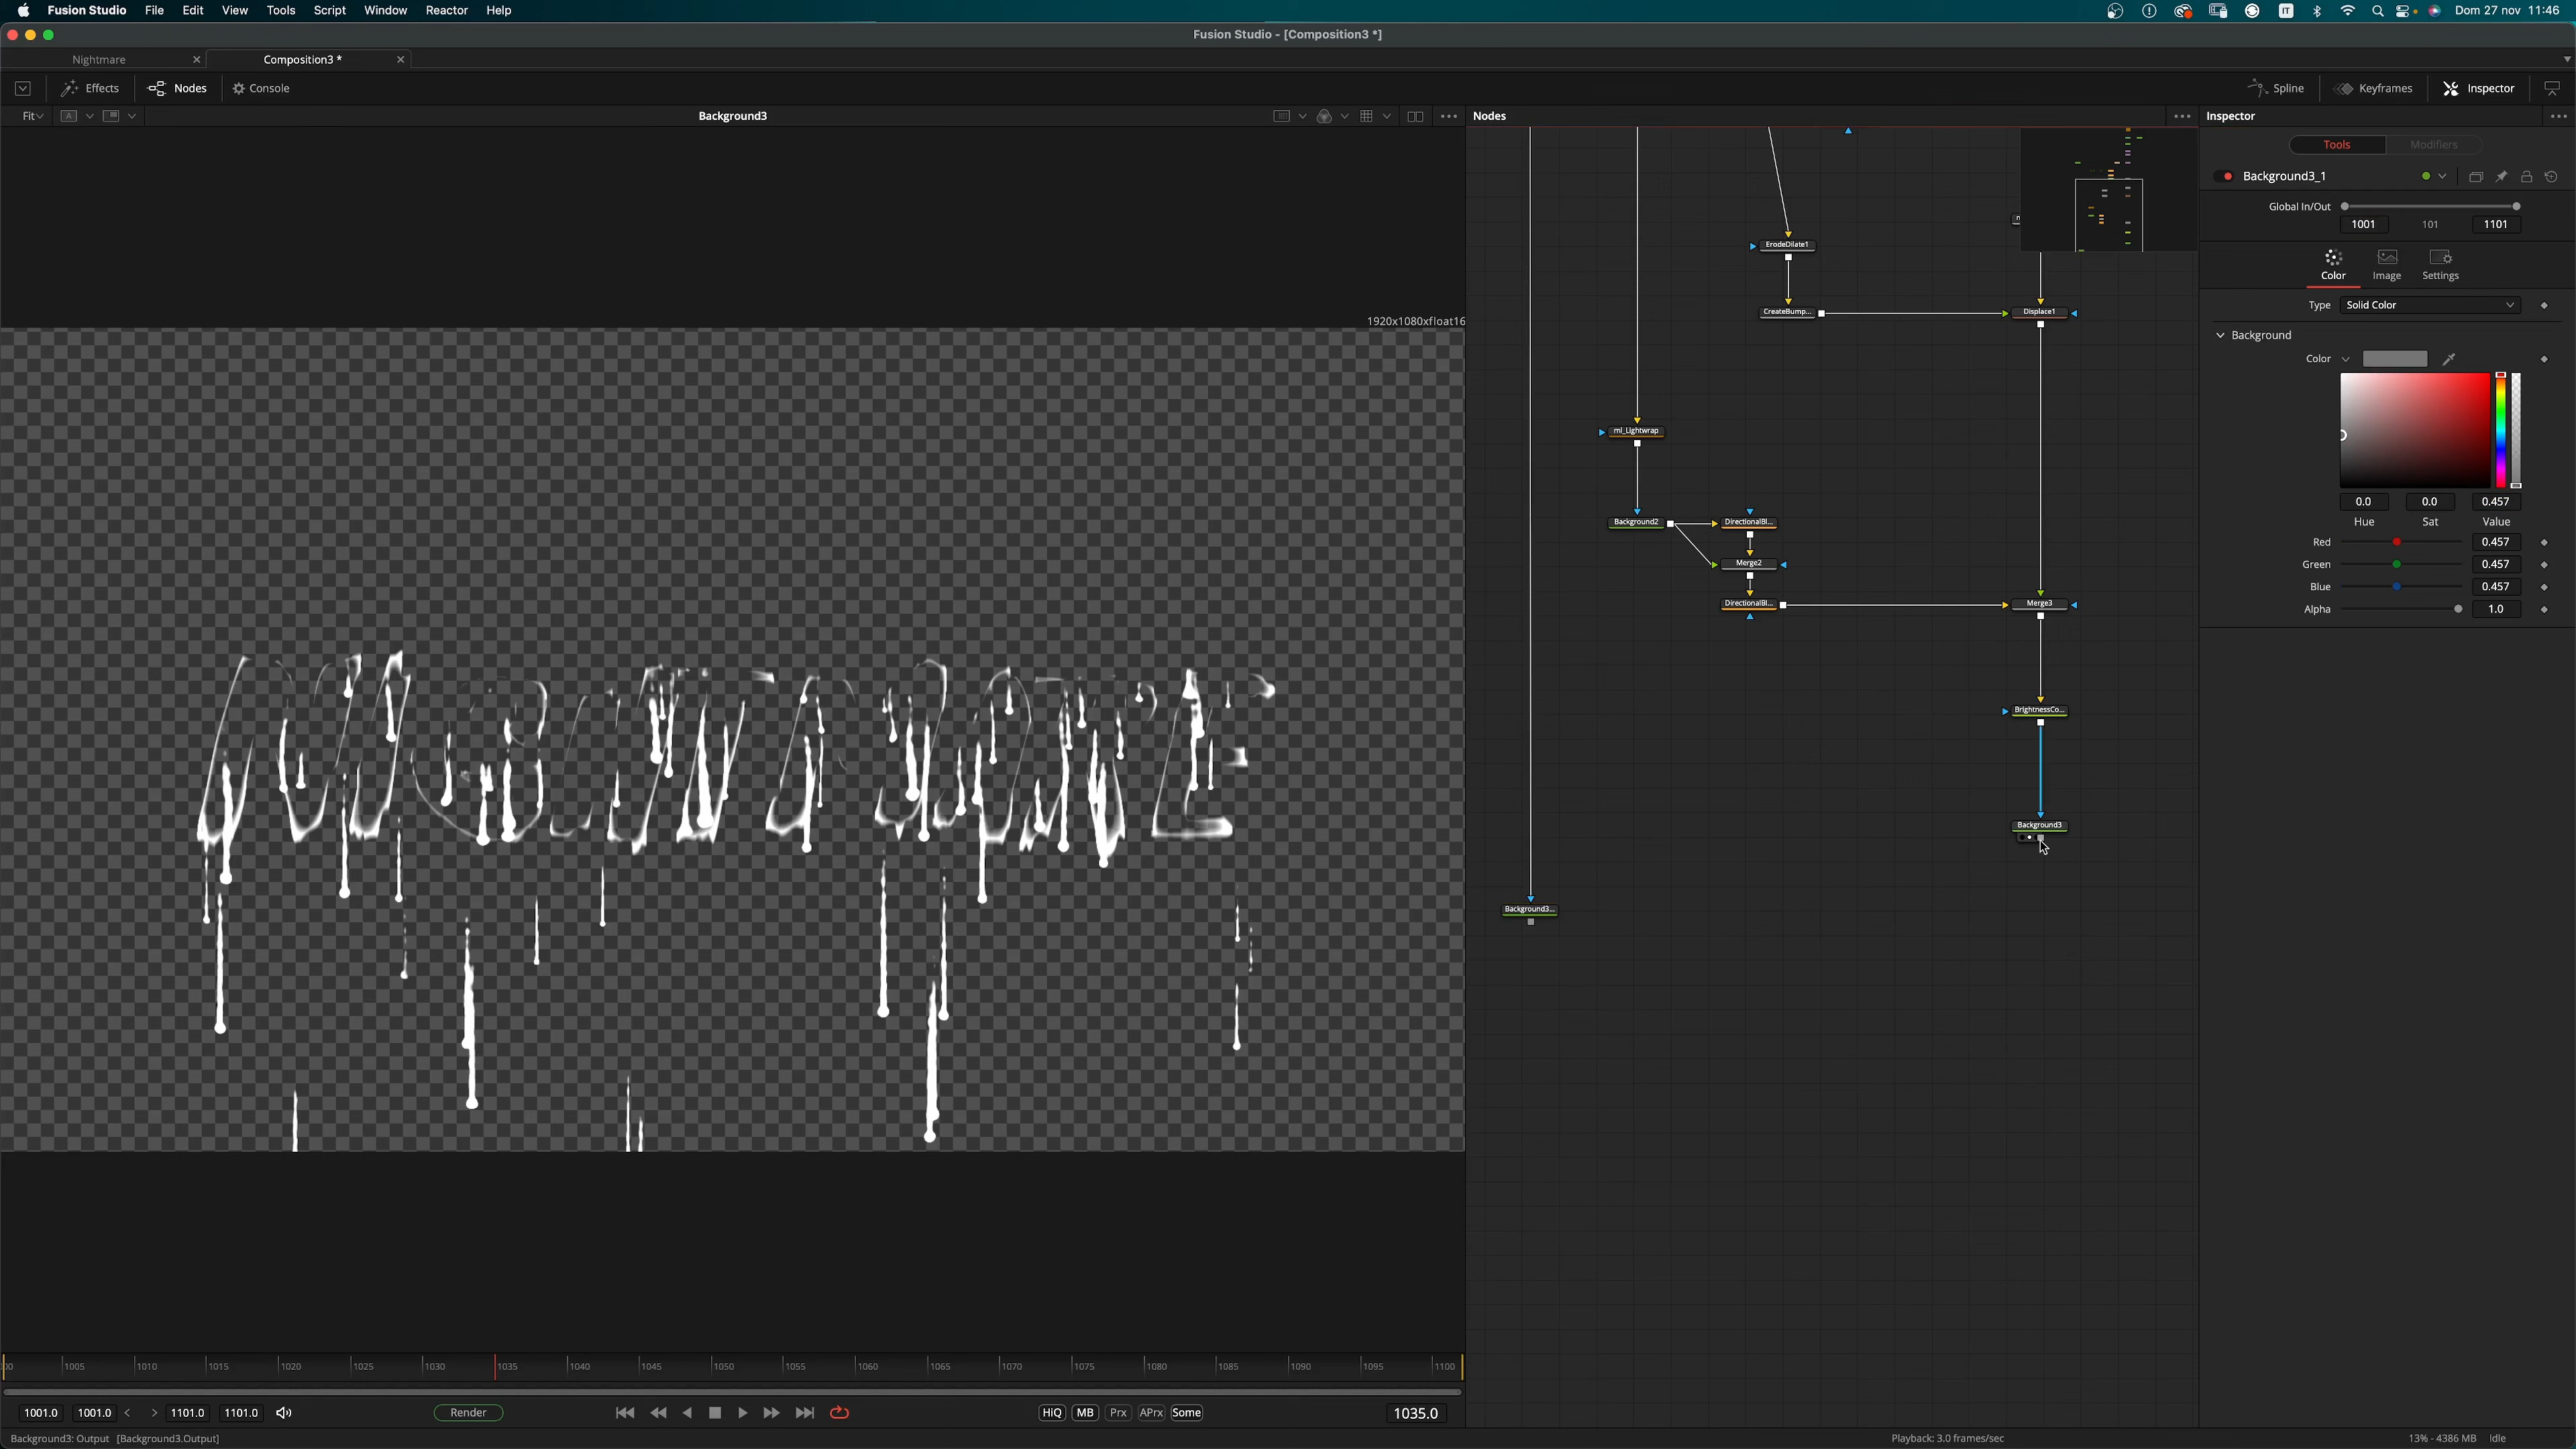 Fusion Studio File Edit View Tools Script Window Reactor Help IT Dom 27 nov 11:46
Fusion Studio - [Composition3 *]
Nightmare Composition3 *
Effects Nodes Console Spline Keyframes Inspector
Fit A Background3 Nodes Inspector
Tools Modifiers
Background3_1
Global In/Out
1001 101 1101
Color Image Settings
Type Solid Color
Background
Color
0.0 0.0 0.457
Hue Sat Value
Red 0.457
Green 0.457
Blue 0.457
Alpha 1.0
1920x1080xfloat16
ErodeDilate1
CreateBump... Displace1
ml_Lightwrap
Background2 DirectionalBl...
Merge2
DirectionalBl... Merge3
BrightnessCo...
Background3
Background3...
1005 1010 1015 1020 1025 1030 1035 1040 1045 1050 1055 1060 1065 1070 1075 1080 1085 1090 1095 1100
1001.0 1001.0 < > 1101.0 1101.0 Render HiQ MB Prx APrx Some 1035.0
Background3: Output [Background3.Output] Playback: 3.0 frames/sec 13% - 4386 MB Idle